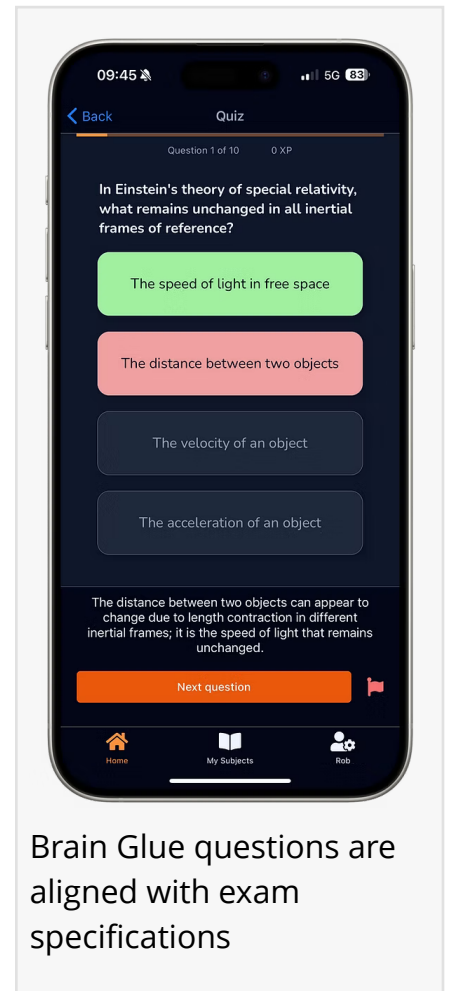 09:45
5G 83
Back
Quiz
Question 1 of 10 0 XP
In Einstein's theory of special relativity,
what remains unchanged in all inertial
frames of reference?
The speed of light in free space
The distance between two objects
The velocity of an object
The acceleration of an object
The distance between two objects can appear to
change due to length contraction in different
inertial frames; it is the speed of light that remains
unchanged.
Next question
Home
My Subjects
Rob
Brain Glue questions are
aligned with exam
specifications